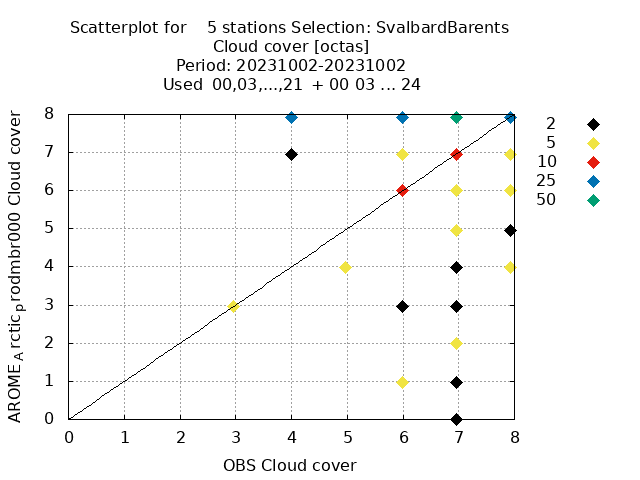 Scatterplot for 5 stations Selection: SvalbardBarents
Cloud cover [octas]
Period: 20231002-20231002
Used 00,03,...,21 + 00 03 ... 24
AROME_Arctic_prodmbr000 Cloud cover
8
7
6
5
4
3
2
1
0
0 1 2 3 4 5 6 7 8
OBS Cloud cover
2
5
10
25
50